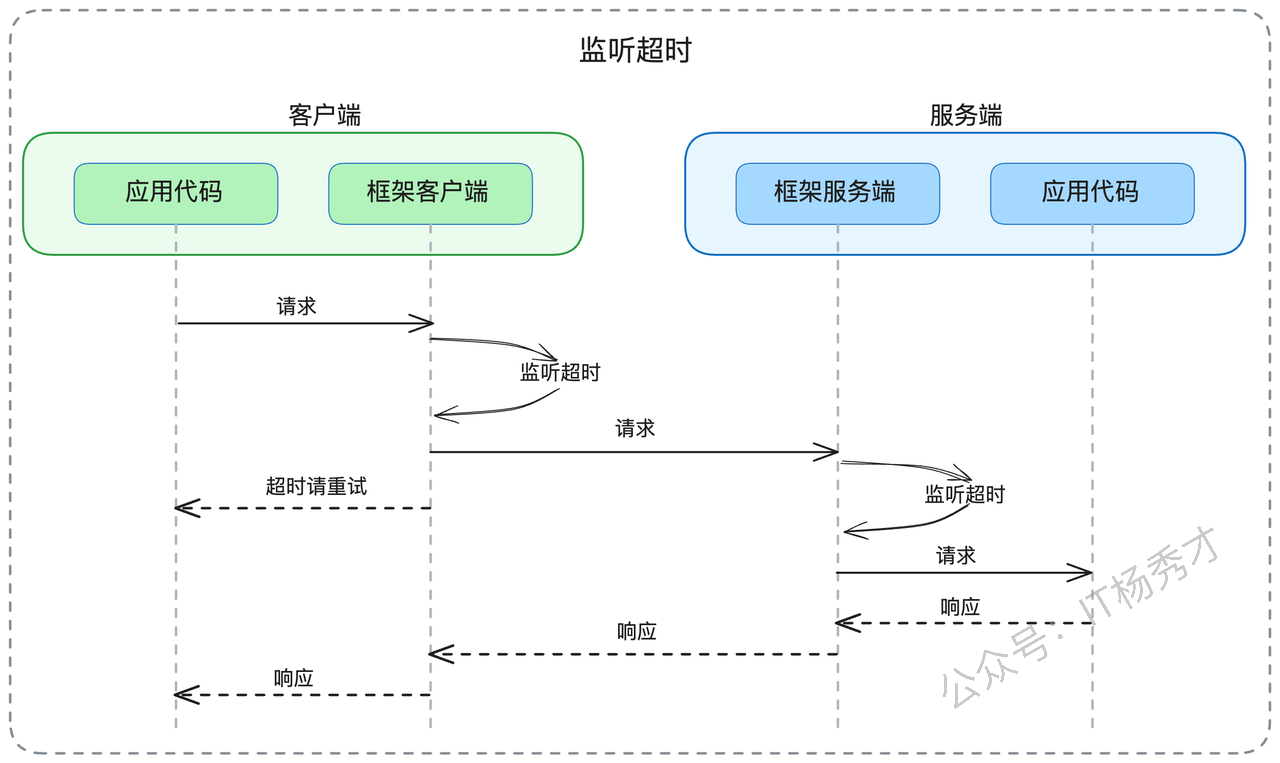 监听超时
客户端
服务端
应用代码
框架客户端
框架服务端
应用代码
请求
监听超时
请求
超时请重试
监听超时
请求
响应
响应
响应
公众号：IT杨秀才